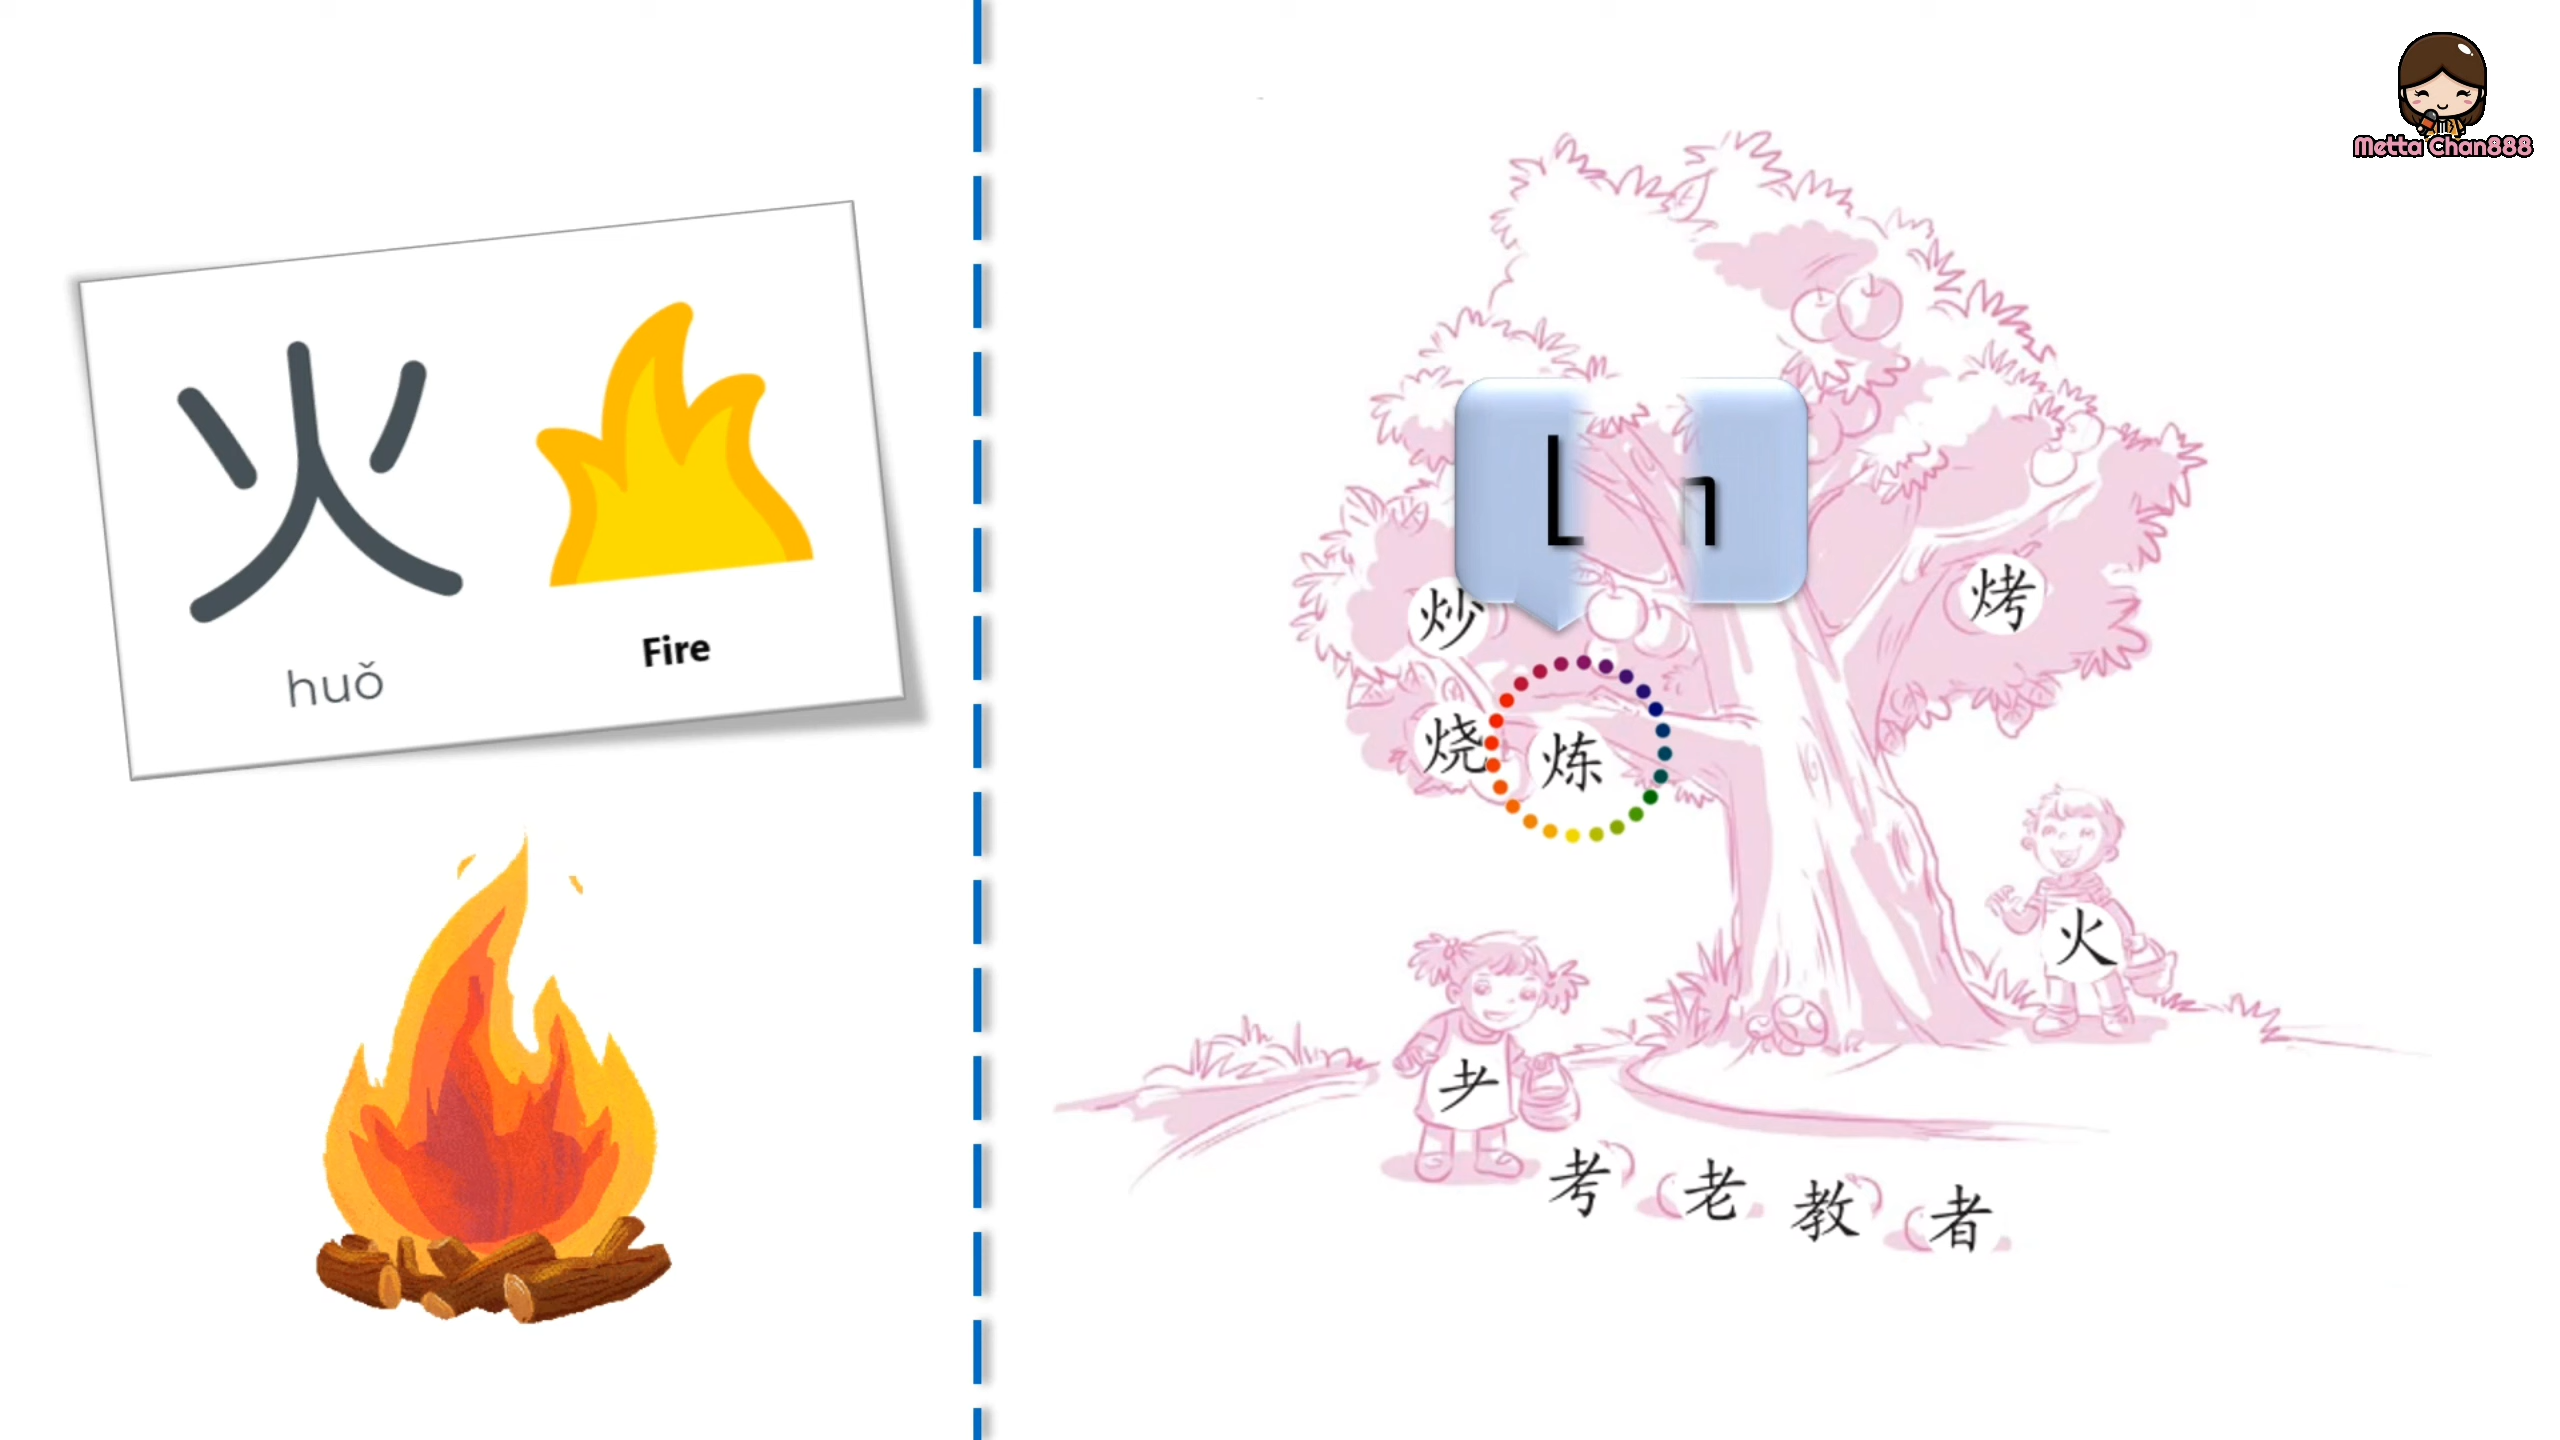 Metta Chan888
火
huǒ
Fire
L n
炒
烤
烧
炼
火
耂
考 老 教 者